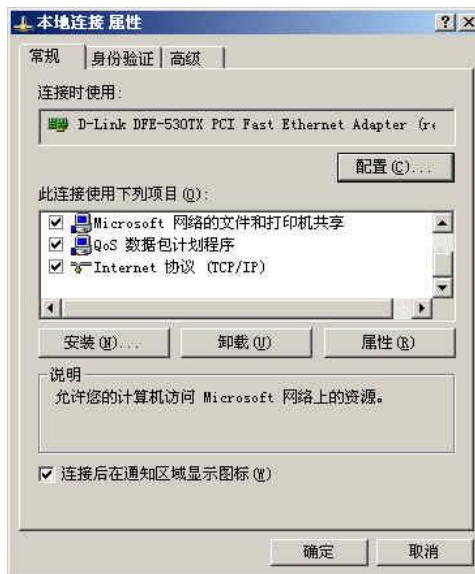 本地连接 属性
常规
身份验证
高级
连接时使用:
D-Link DFE-530TX PCI Fast Ethernet Adapter (re
配置(C)...
此连接使用下列项目(O):
Microsoft 网络的文件和打印机共享
QoS 数据包计划程序
Internet 协议 (TCP/IP)
安装(N)...
卸载(U)
属性(R)
说明
允许您的计算机访问 Microsoft 网络上的资源。
连接后在通知区域显示图标(W)
确定
取消